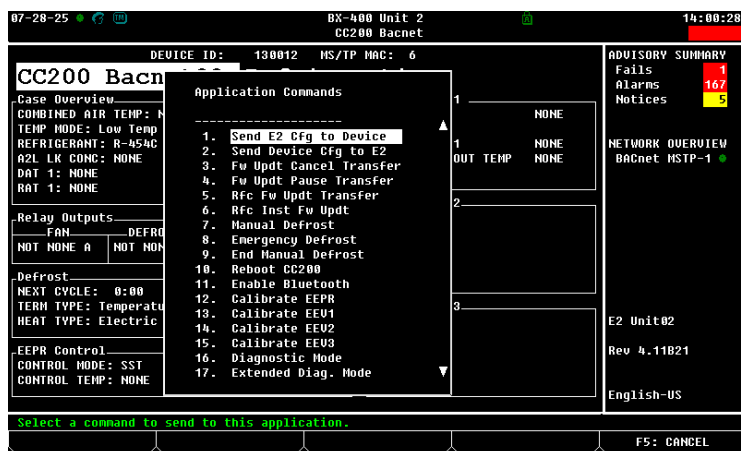 07-28-25 BX-400 Unit 2 14:00:28
CC200 Bacnet
DEVICE ID: 130012 MS/TP MAC: 6
CC200 Bacn
Case Overview
COMBINED AIR TEMP: N
TEMP MODE: Low Temp
REFRIGERANT: R-454C
A2L LK CONC: NONE
DAT 1: NONE
RAT 1: NONE
Relay Outputs
FAN DEFRO
NOT NONE A NOT NON
Defrost
NEXT CYCLE: 0:00
TERM TYPE: Temperatu
HEAT TYPE: Electric
EEPR Control
CONTROL MODE: SST
CONTROL TEMP: NONE
Application Commands
--------------------
1. Send E2 Cfg to Device
2. Send Device Cfg to E2
3. Fw Updt Cancel Transfer
4. Fw Updt Pause Transfer
5. Rfc Fw Updt Transfer
6. Rfc Inst Fw Updt
7. Manual Defrost
8. Emergency Defrost
9. End Manual Defrost
10. Reboot CC200
11. Enable Bluetooth
12. Calibrate EEPR
13. Calibrate EEV1
14. Calibrate EEV2
15. Calibrate EEV3
16. Diagnostic Mode
17. Extended Diag. Mode
1
NONE
1 NONE
OUT TEMP NONE
2
3
ADVISORY SUMMARY
Fails 1
Alarms 167
Notices 5
NETWORK OVERVIEW
BACnet MSTP-1
E2 Unit02
Rev 4.11B21
English-US
Select a command to send to this application.
F5: CANCEL